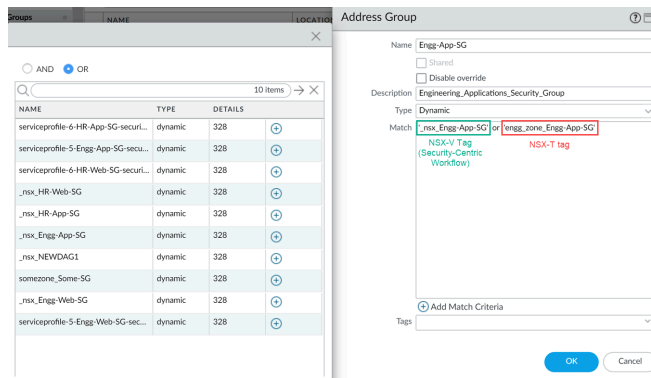 Groups
NAME
LOCATIO
AND
OR
10 items
NAME
TYPE
DETAILS
serviceprofile-6-HR-App-SG-securi...
dynamic
328
serviceprofile-5-Engg-App-SG-secu...
dynamic
328
serviceprofile-6-HR-Web-SG-securi...
dynamic
328
_nsx_HR-Web-SG
dynamic
328
_nsx_HR-App-SG
dynamic
328
_nsx_Engg-App-SG
dynamic
328
_nsx_NEWDAG1
dynamic
328
somezone_Some-SG
dynamic
328
_nsx_Engg-Web-SG
dynamic
328
serviceprofile-5-Engg-Web-SG-sec...
dynamic
328
Address Group
Name
Engg-App-SG
Shared
Disable override
Description
Engineering_Applications_Security_Group
Type
Dynamic
Match
'_nsx_Engg-App-SG' or 'engg_zone_Engg-App-SG'
NSX-V Tag
(Security-Centric
Workflow)
NSX-T tag
Add Match Criteria
Tags
OK
Cancel